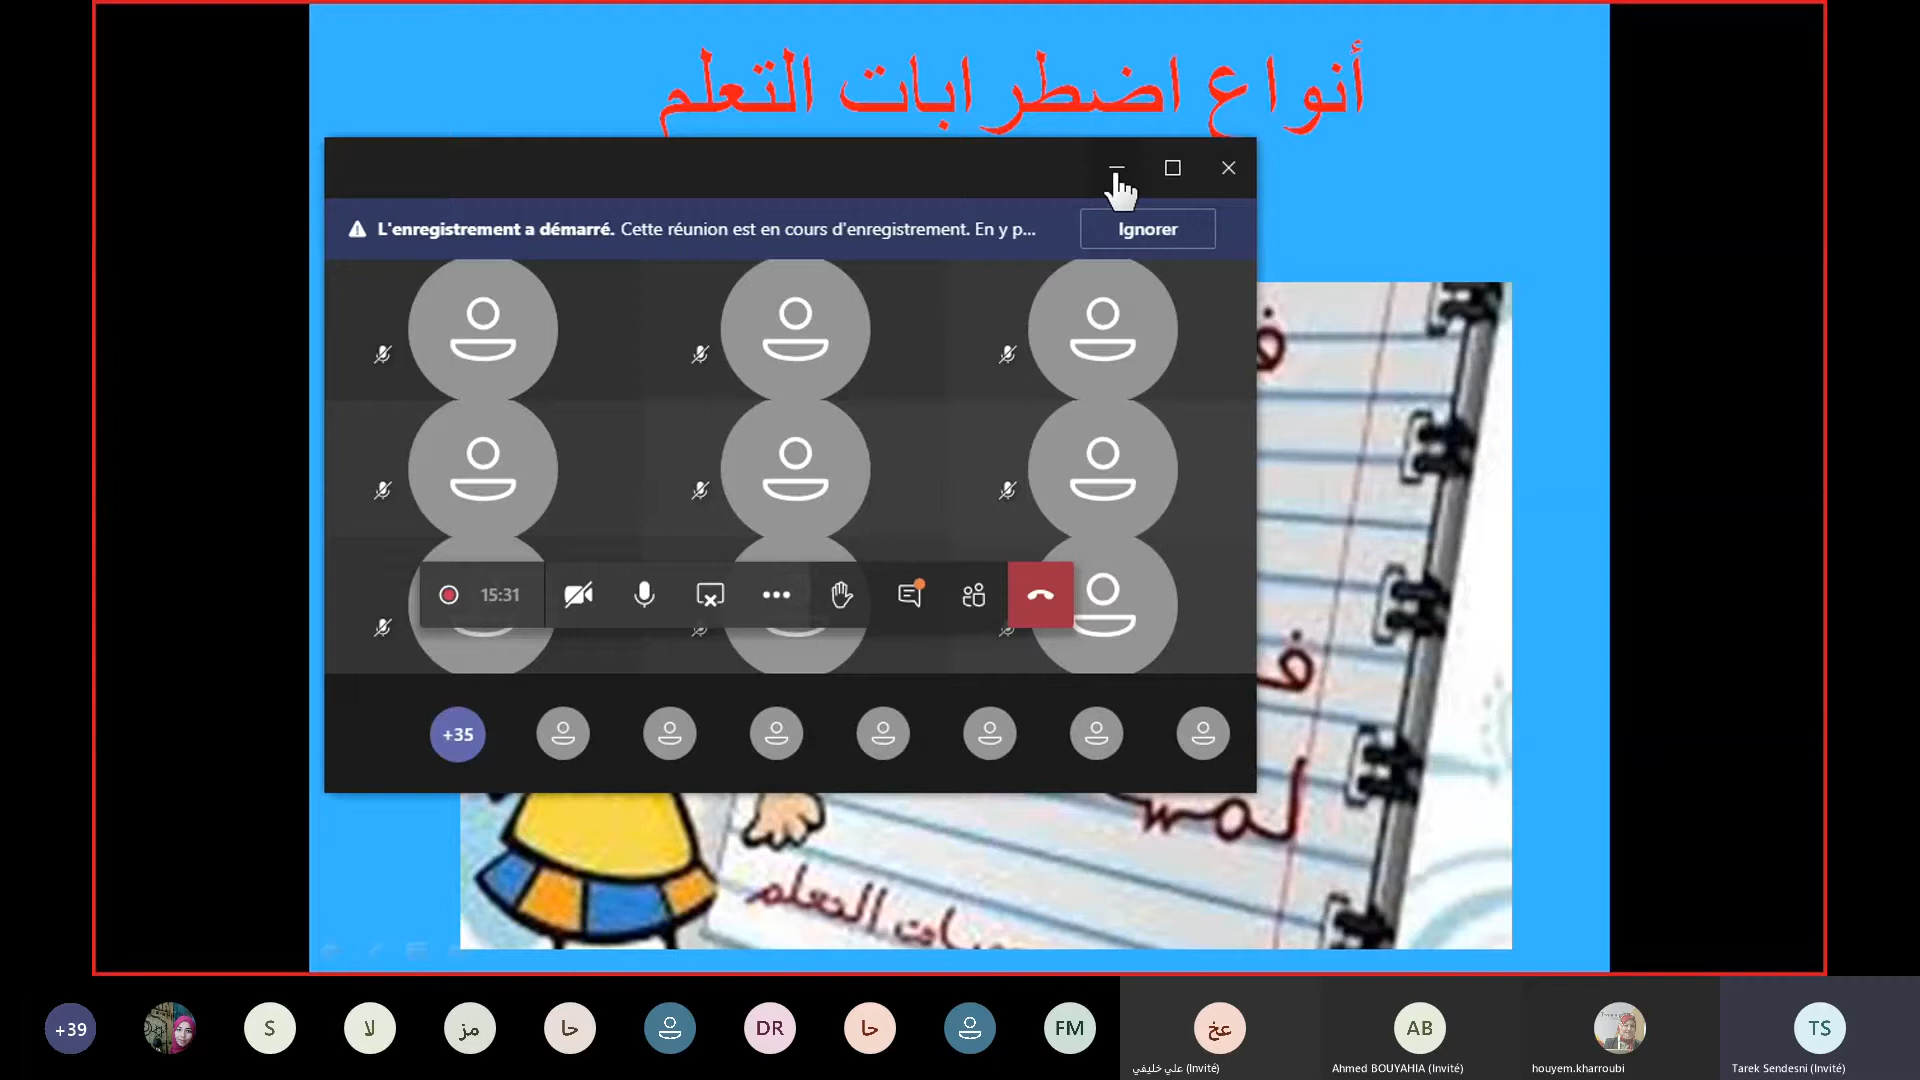 أنواع اضطرابات التعلم
L'enregistrement a démarré. Cette réunion est en cours d'enregistrement. En y p...
Ignorer
15:31
+35
التعلم
+39
S
لا
مز
حا
DR
حا
FM
عخ
AB
TS
علي خليفي (Invité)
Ahmed BOUYAHIA (Invité)
houyem.kharroubi
Tarek Sendesni (Invité)